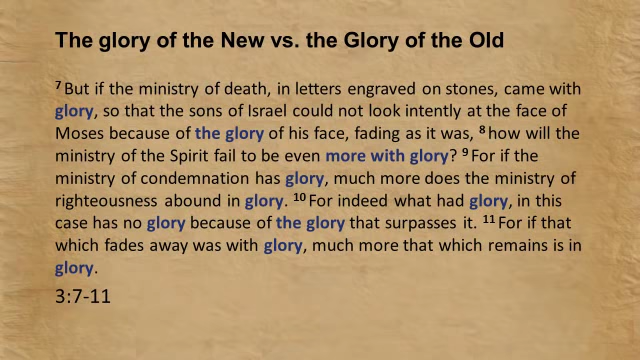 The glory of the New vs. the Glory of the Old
⁷ But if the ministry of death, in letters engraved on stones, came with
glory, so that the sons of Israel could not look intently at the face of
Moses because of the glory of his face, fading as it was, ⁸ how will the
ministry of the Spirit fail to be even more with glory? ⁹ For if the
ministry of condemnation has glory, much more does the ministry of
righteousness abound in glory. ¹⁰ For indeed what had glory, in this
case has no glory because of the glory that surpasses it. ¹¹ For if that
which fades away was with glory, much more that which remains is in
glory.
3:7-11